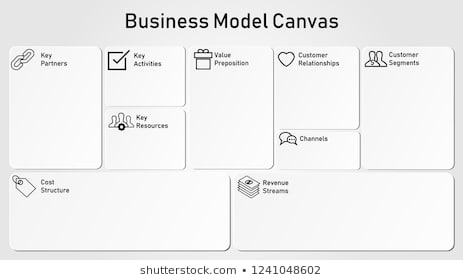 Business Model Canvas
Key
Partners
Key
Activities
Value
Preposition
Customer
Relationships
Customer
Segments
Key
Resources
Channels
Cost
Structure
Revenue
Streams
shutterstock.com • 1241048602